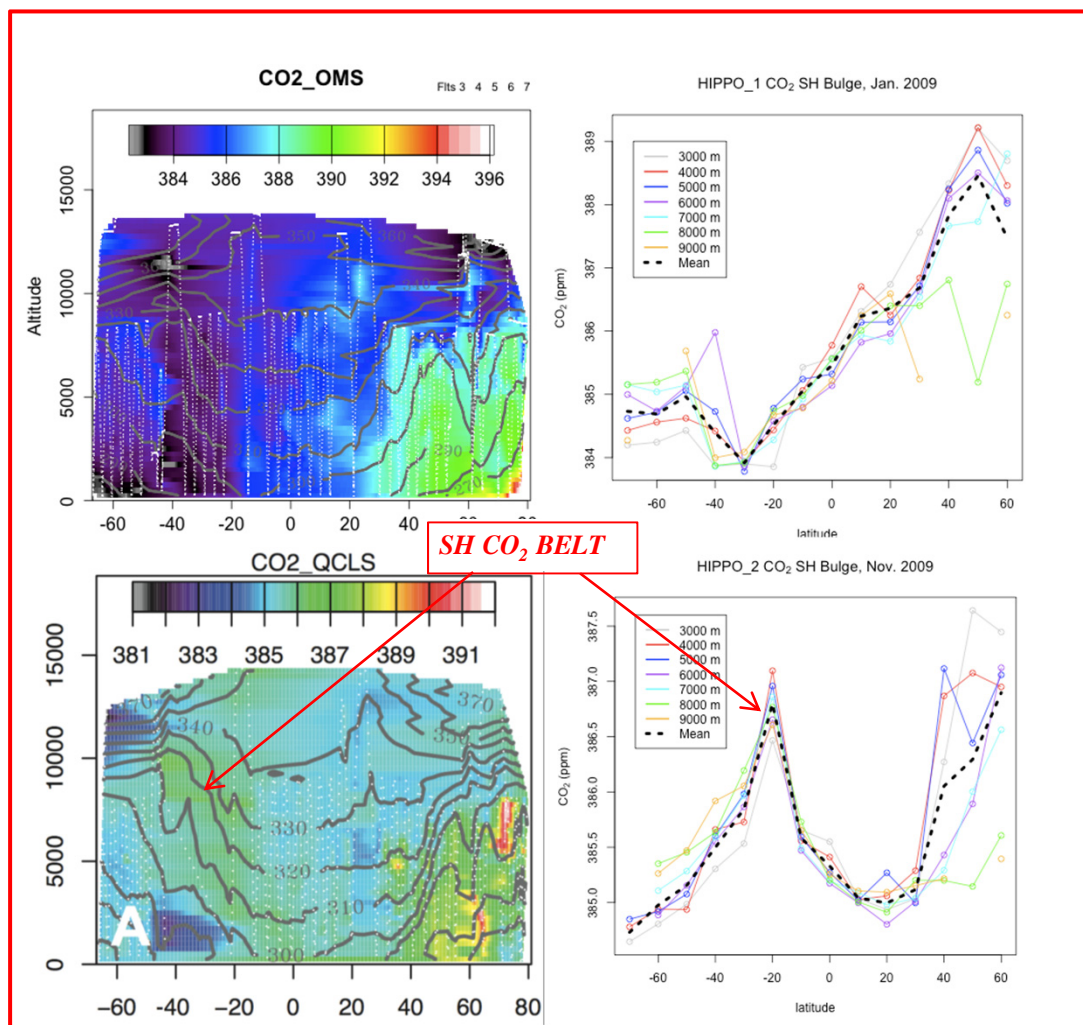 CO2_OMS
Flts 3 4 5 6 7
384 386 388 390 392 394 396
Altitude
15000
10000
5000
0
350
360
330
340
290
270
-60 -40 -20 0 20 40 60 80
HIPPO_1 CO₂ SH Bulge, Jan. 2009
3000 m
4000 m
5000 m
6000 m
7000 m
8000 m
9000 m
Mean
CO₂ (ppm)
389
388
387
386
385
384
-60 -40 -20 0 20 40 60
latitude
SH CO₂ BELT
CO2_QCLS
381 383 385 387 389 391
15000
10000
5000
0
370
340
350
330
320
310
300
A
-60 -40 -20 0 20 40 60 80
HIPPO_2 CO₂ SH Bulge, Nov. 2009
3000 m
4000 m
5000 m
6000 m
7000 m
8000 m
9000 m
Mean
CO₂ (ppm)
387.5
387.0
386.5
386.0
385.5
385.0
-60 -40 -20 0 20 40 60
latitude